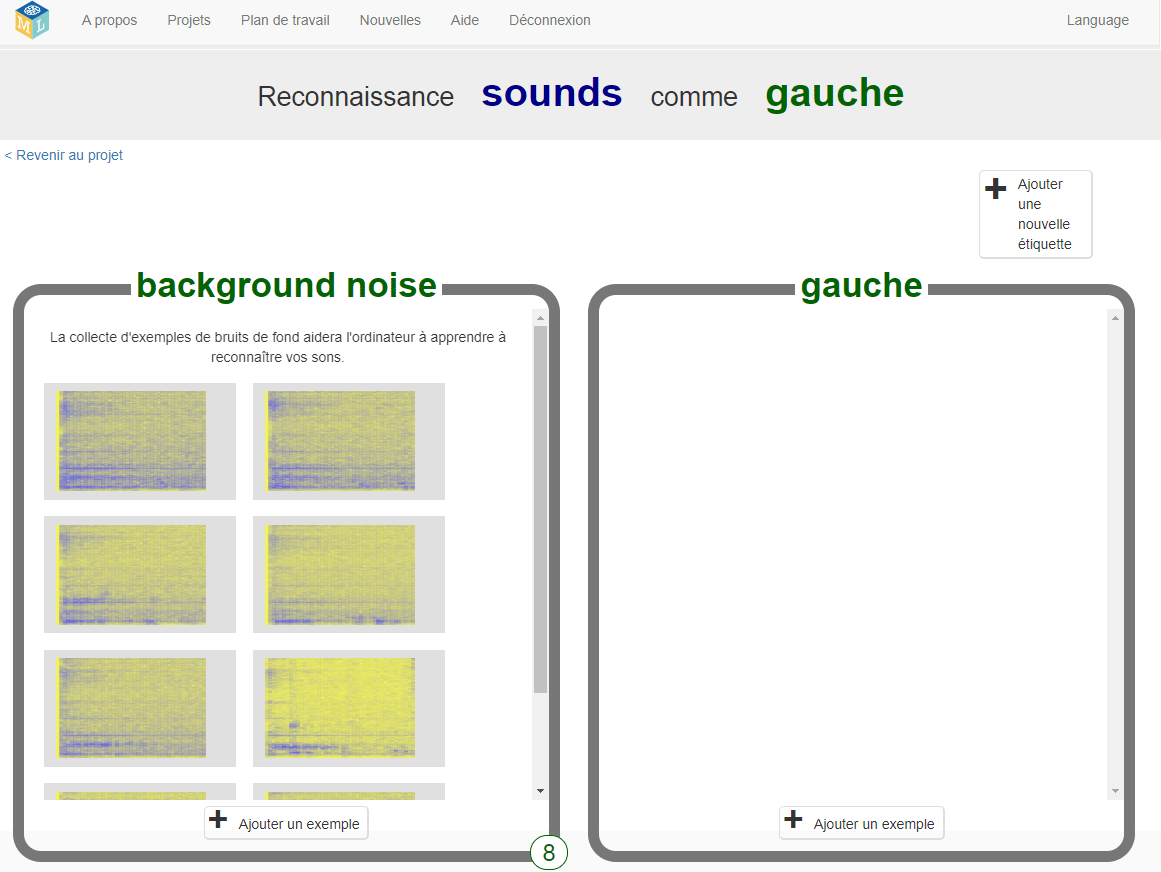 M L
A propos Projets Plan de travail Nouvelles Aide Déconnexion Language
Reconnaissance sounds comme gauche
< Revenir au projet
Ajouter
une
nouvelle
étiquette
background noise
La collecte d'exemples de bruits de fond aidera l'ordinateur à apprendre à
reconnaître vos sons.
Ajouter un exemple
8
gauche
Ajouter un exemple